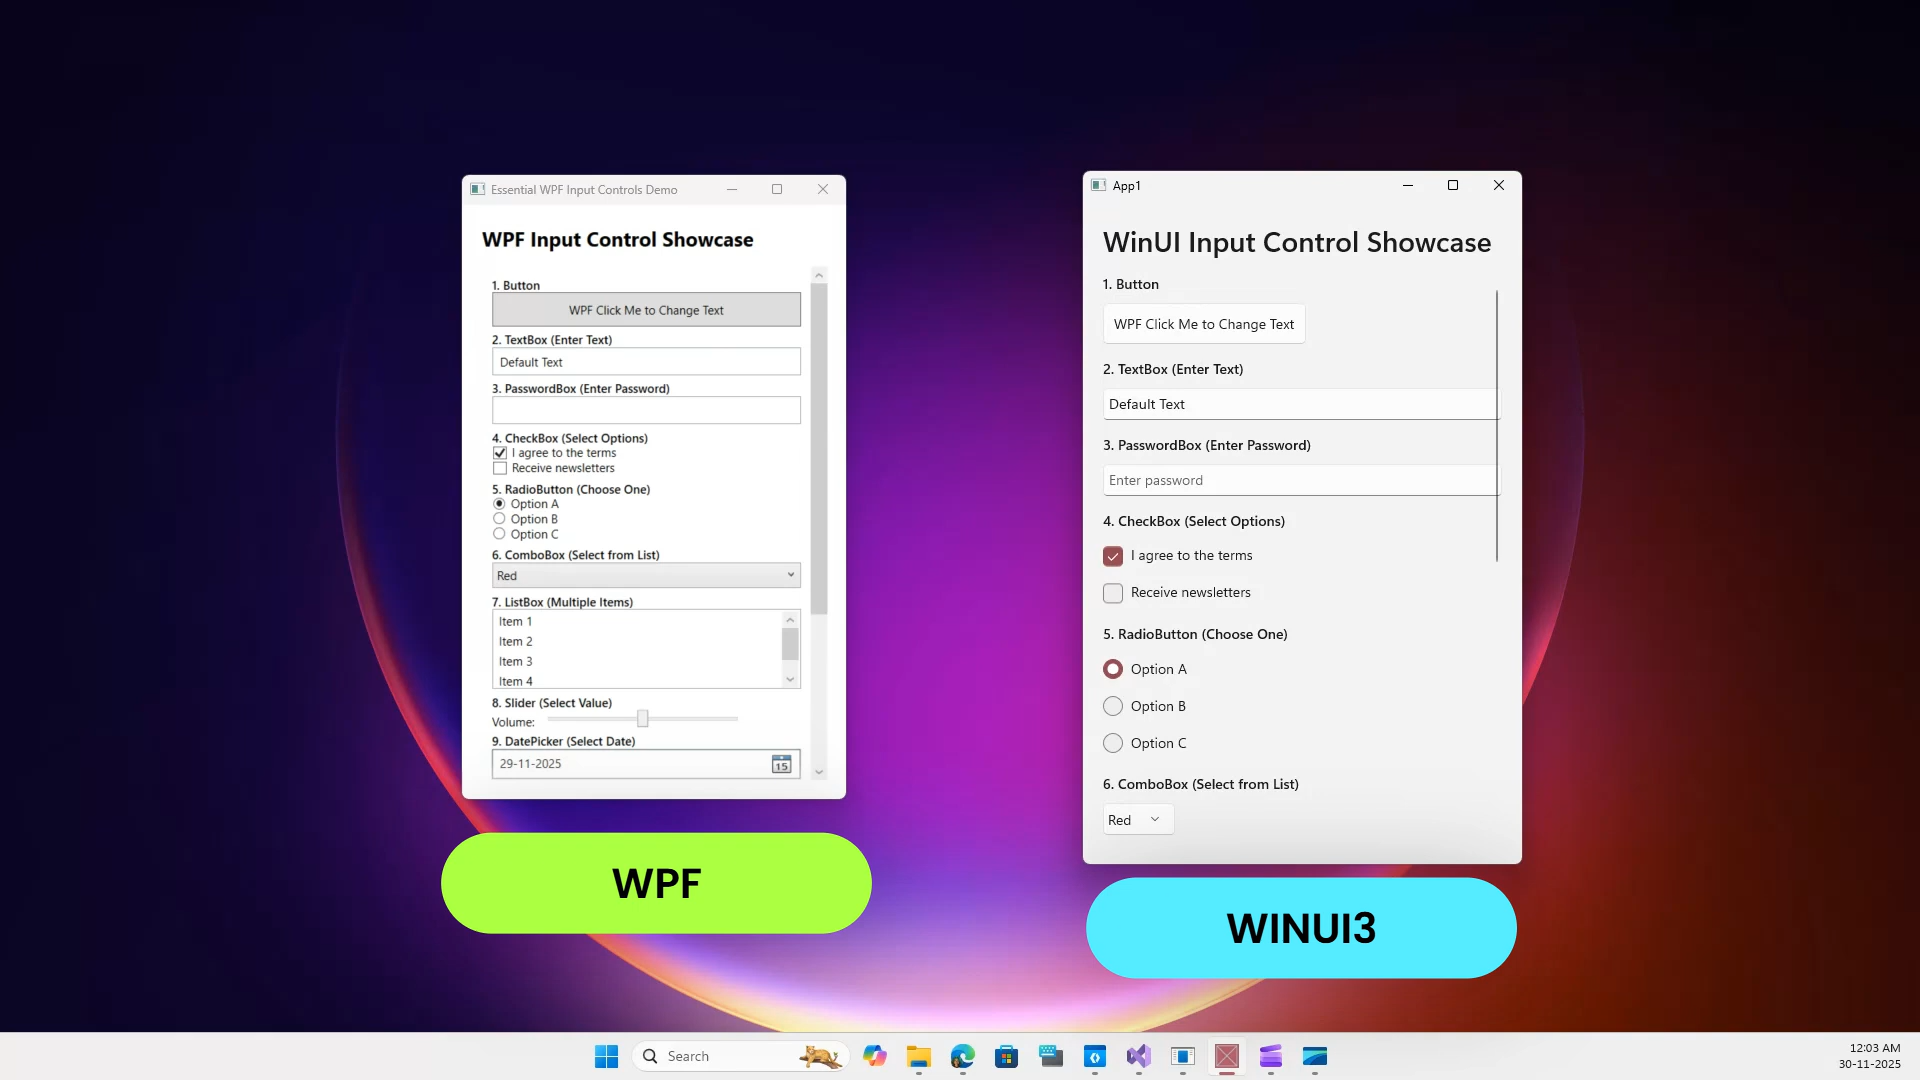 Essential WPF Input Controls Demo
WPF Input Control Showcase
1. Button
WPF Click Me to Change Text
2. TextBox (Enter Text)
Default Text
3. PasswordBox (Enter Password)
4. CheckBox (Select Options)
I agree to the terms
Receive newsletters
5. RadioButton (Choose One)
Option A
Option B
Option C
6. ComboBox (Select from List)
Red
7. ListBox (Multiple Items)
Item 1
Item 2
Item 3
Item 4
8. Slider (Select Value)
Volume:
9. DatePicker (Select Date)
29-11-2025
15
WPF
App1
WinUI Input Control Showcase
1. Button
WPF Click Me to Change Text
2. TextBox (Enter Text)
Default Text
3. PasswordBox (Enter Password)
Enter password
4. CheckBox (Select Options)
I agree to the terms
Receive newsletters
5. RadioButton (Choose One)
Option A
Option B
Option C
6. ComboBox (Select from List)
Red
WINUI3
Search
12:03 AM
30-11-2025